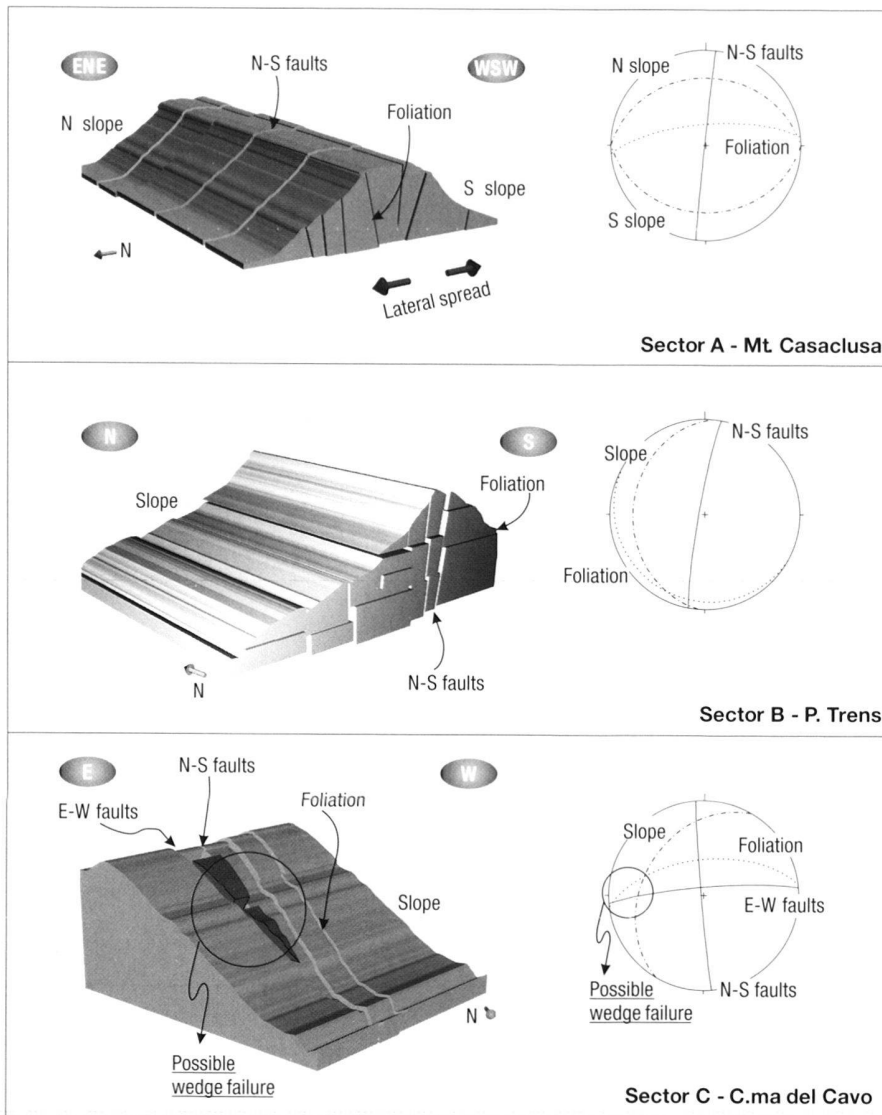 ENE
N-S faults
WSW
Foliation
N slope
S slope
N
Lateral spread
N slope
N-S faults
Foliation
S slope
Sector A - Mt. Casaclusa
N
S
Slope
Foliation
N
N-S faults
Slope
N-S faults
Foliation
Sector B - P. Trens
E
N-S faults
W
E-W faults
Foliation
Slope
N
Possible
wedge failure
Slope
Foliation
E-W faults
Possible
wedge failure
N-S faults
Sector C - C.ma del Cavo